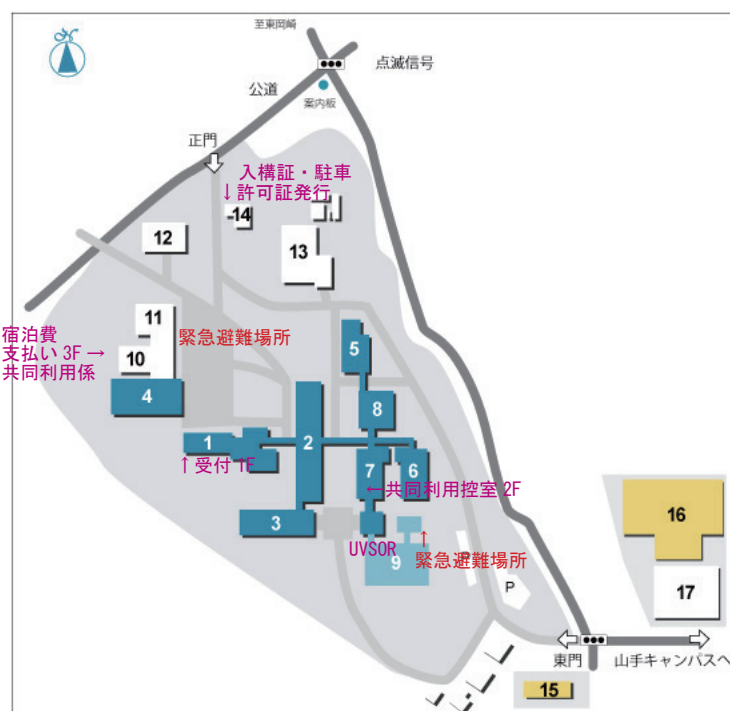 至東岡崎
点滅信号
公道
案内板
正門
入構証・駐車
↓許可証発行
14
12
13
11
緊急避難場所
宿泊費
支払い 3F →
共同利用係
10
4
5
8
1
2
↑受付 1F
7
6
←共同利用控室 2F
3
UVSOR
↑
緊急避難場所
9
P
P
16
17
東門
山手キャンパスへ
15